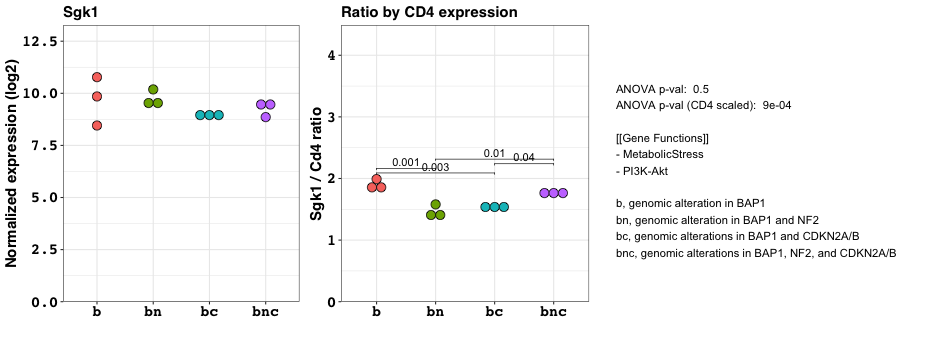 Sgk1
Normalized expression (log2)
12.5
10.0
7.5
5.0
2.5
0.0
b
bn
bc
bnc
Ratio by CD4 expression
Sgk1 / Cd4 ratio
4
3
2
1
0
0.01
0.04
0.001
0.003
b
bn
bc
bnc
ANOVA p-val: 0.5
ANOVA p-val (CD4 scaled): 9e-04
[[Gene Functions]]
- MetabolicStress
- PI3K-Akt
b, genomic alteration in BAP1
bn, genomic alteration in BAP1 and NF2
bc, genomic alterations in BAP1 and CDKN2A/B
bnc, genomic alterations in BAP1, NF2, and CDKN2A/B